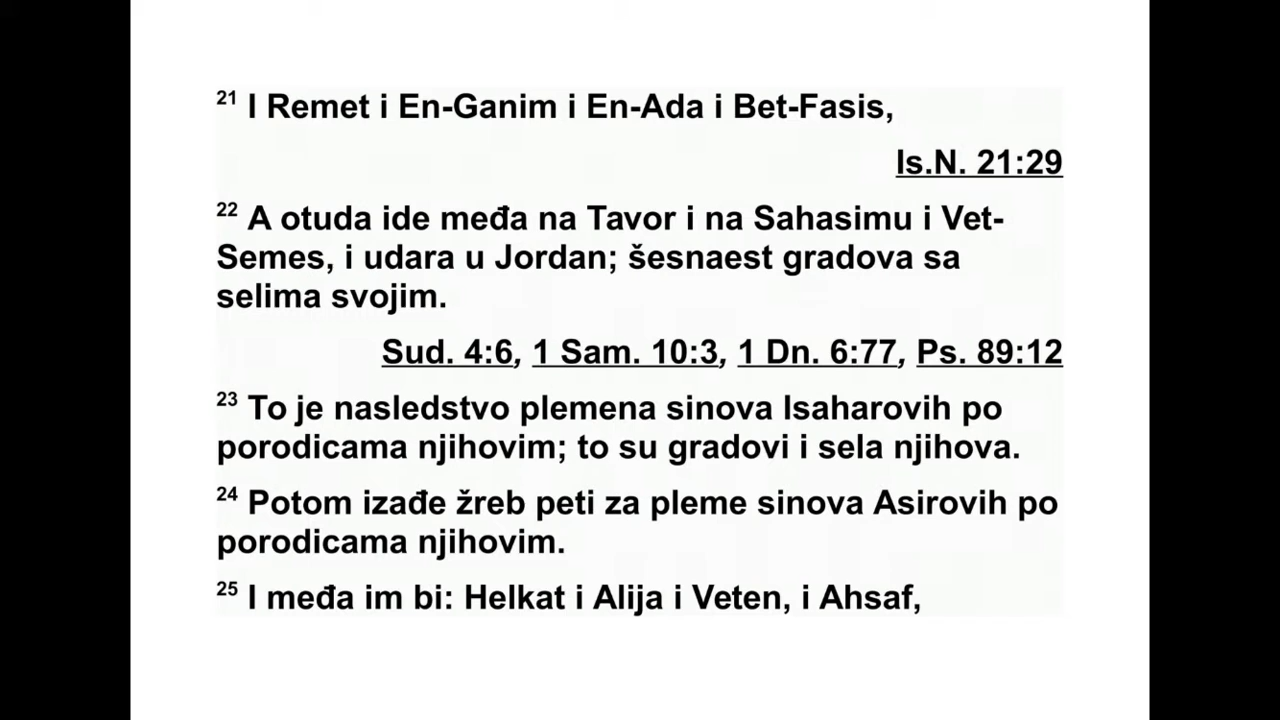 21 I Remet i En-Ganim i En-Ada i Bet-Fasis,
Is.N. 21:29
22 A otuda ide međa na Tavor i na Sahasimu i Vet-
Semes, i udara u Jordan; šesnaest gradova sa
selima svojim.
Sud. 4:6, 1 Sam. 10:3, 1 Dn. 6:77, Ps. 89:12
23 To je nasledstvo plemena sinova Isaharovih po
porodicama njihovim; to su gradovi i sela njihova.
24 Potom izađe žreb peti za pleme sinova Asirovih po
porodicama njihovim.
25 I međa im bi: Helkat i Alija i Veten, i Ahsaf,